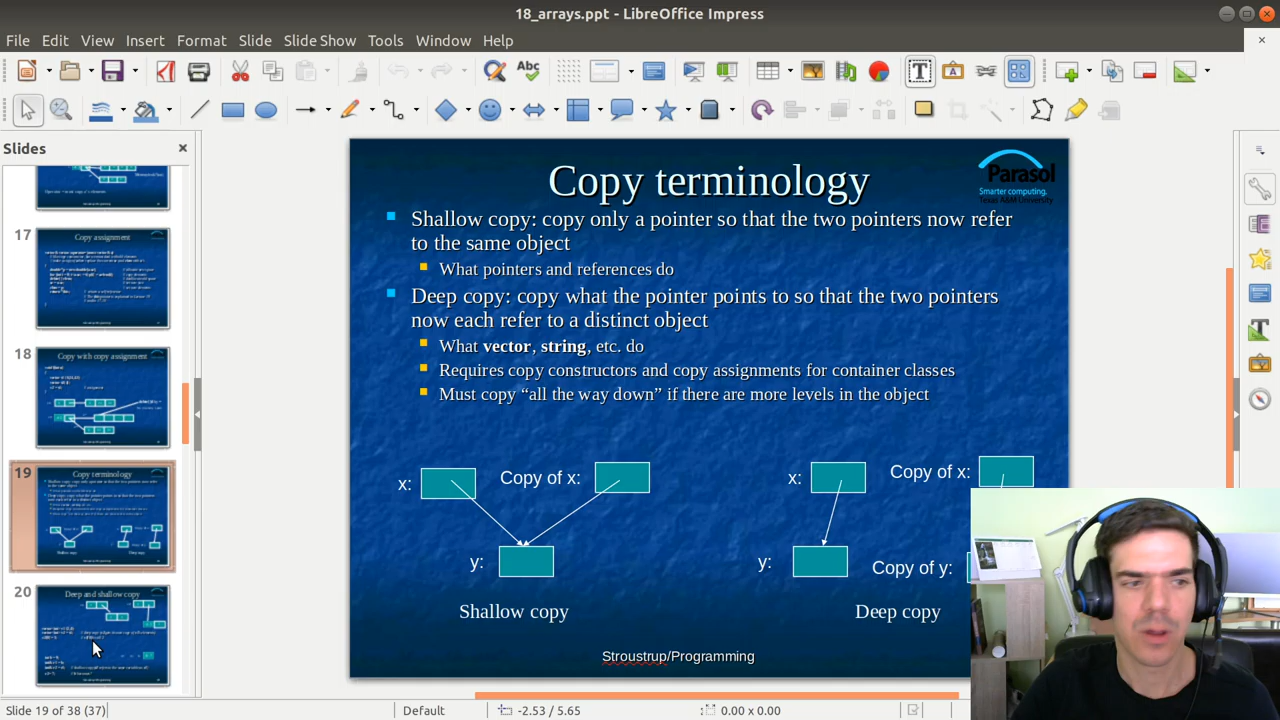 18_arrays.ppt - LibreOffice Impress
File Edit View Insert Format Slide Slide Show Tools Window Help
Abc
Slides
17
Copy assignment
18
Copy with copy assignment
19
Copy terminology
Shallow copy
Deep copy
20
Deep and shallow copy
Copy terminology
Parasol
Smarter computing.
Texas A&M University
Shallow copy: copy only a pointer so that the two pointers now refer
to the same object
What pointers and references do
Deep copy: copy what the pointer points to so that the two pointers
now each refer to a distinct object
What vector, string, etc. do
Requires copy constructors and copy assignments for container classes
Must copy “all the way down” if there are more levels in the object
x: Copy of x: x: Copy of x:
y: y: Copy of y:
Shallow copy Deep copy
Stroustrup/Programming
Slide 19 of 38 (37) Default -2.53 / 5.65 0.00 x 0.00